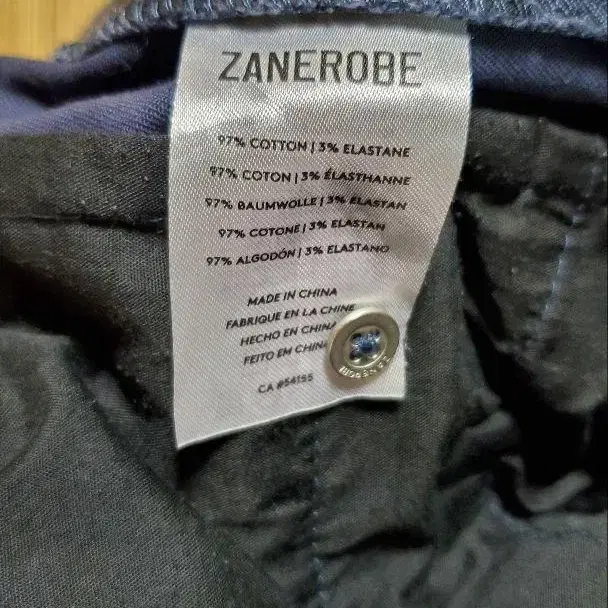 ZANEROBE
97% COTTON | 3% ELASTANE
97% COTON | 3% ÉLASTHANNE
97% BAUMWOLLE | 3% ELASTAN
97% COTONE | 3% ELASTAN
97% ALGODÓN | 3% ELASTANO
MADE IN CHINA
FABRIQUE EN LA CHINE
HECHO EN CHINA
FEITO EM CHINA
CA #54155
ZANEROBE